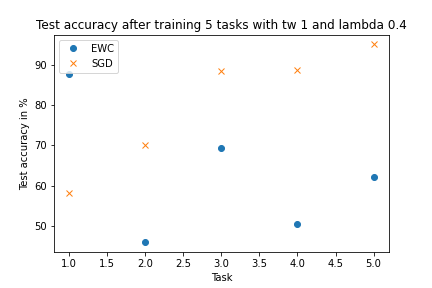 Test accuracy after training 5 tasks with tw 1 and lambda 0.4
EWC
SGD
90
80
70
60
50
Test accuracy in %
1.0 1.5 2.0 2.5 3.0 3.5 4.0 4.5 5.0
Task